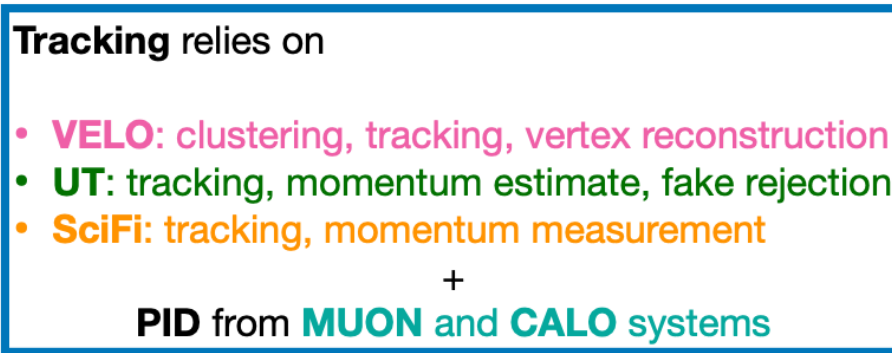 Tracking relies on
• VELO: clustering, tracking, vertex reconstruction
• UT: tracking, momentum estimate, fake rejection
• SciFi: tracking, momentum measurement
+
PID from MUON and CALO systems